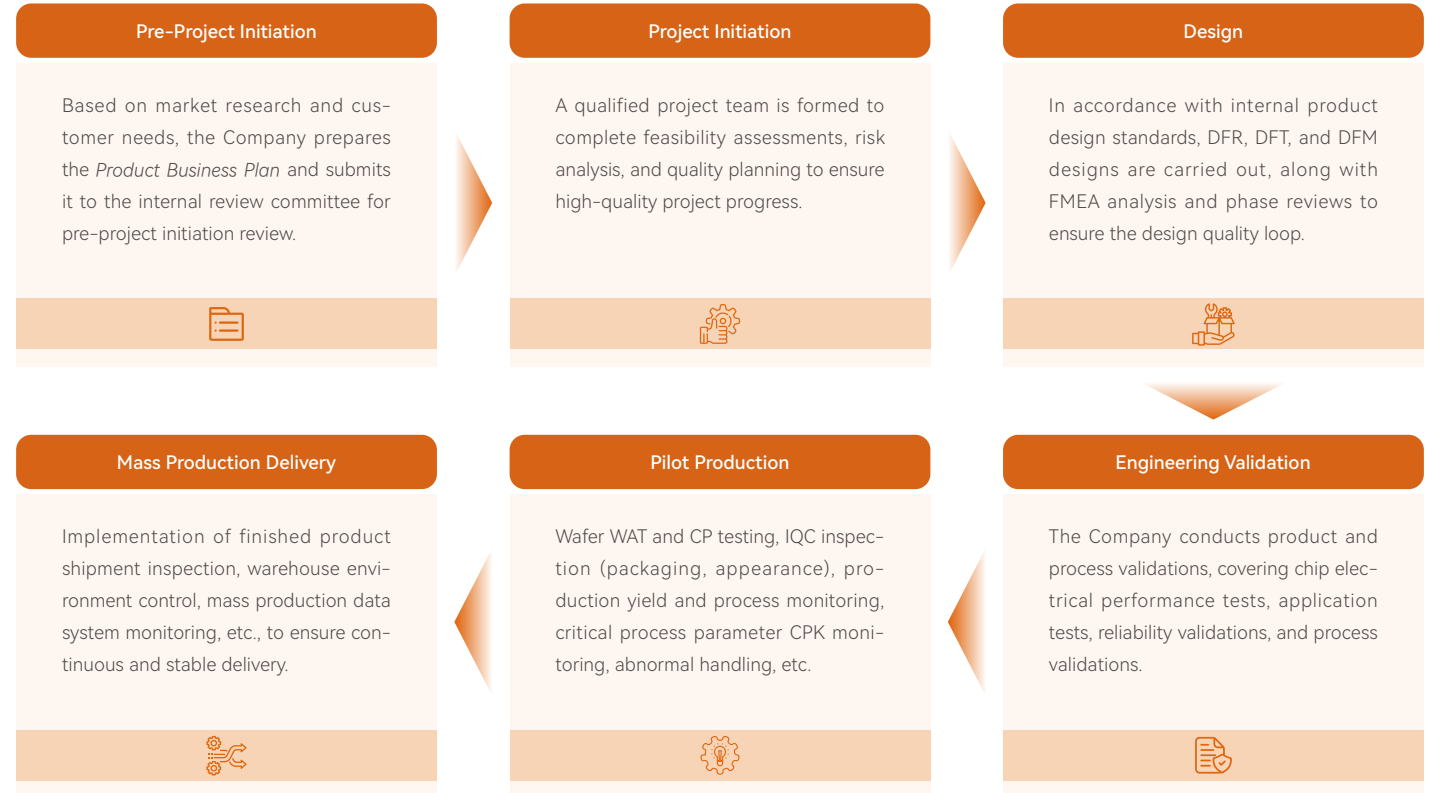 Pre-Project Initiation
Based on market research and cus-
tomer needs, the Company prepares
the Product Business Plan and submits
it to the internal review committee for
pre-project initiation review.
Project Initiation
A qualified project team is formed to
complete feasibility assessments, risk
analysis, and quality planning to ensure
high-quality project progress.
Design
In accordance with internal product
design standards, DFR, DFT, and DFM
designs are carried out, along with
FMEA analysis and phase reviews to
ensure the design quality loop.
Engineering Validation
The Company conducts product and
process validations, covering chip elec-
trical performance tests, application
tests, reliability validations, and process
validations.
Pilot Production
Wafer WAT and CP testing, IQC inspec-
tion (packaging, appearance), pro-
duction yield and process monitoring,
critical process parameter CPK moni-
toring, abnormal handling, etc.
Mass Production Delivery
Implementation of finished product
shipment inspection, warehouse envi-
ronment control, mass production data
system monitoring, etc., to ensure con-
tinuous and stable delivery.